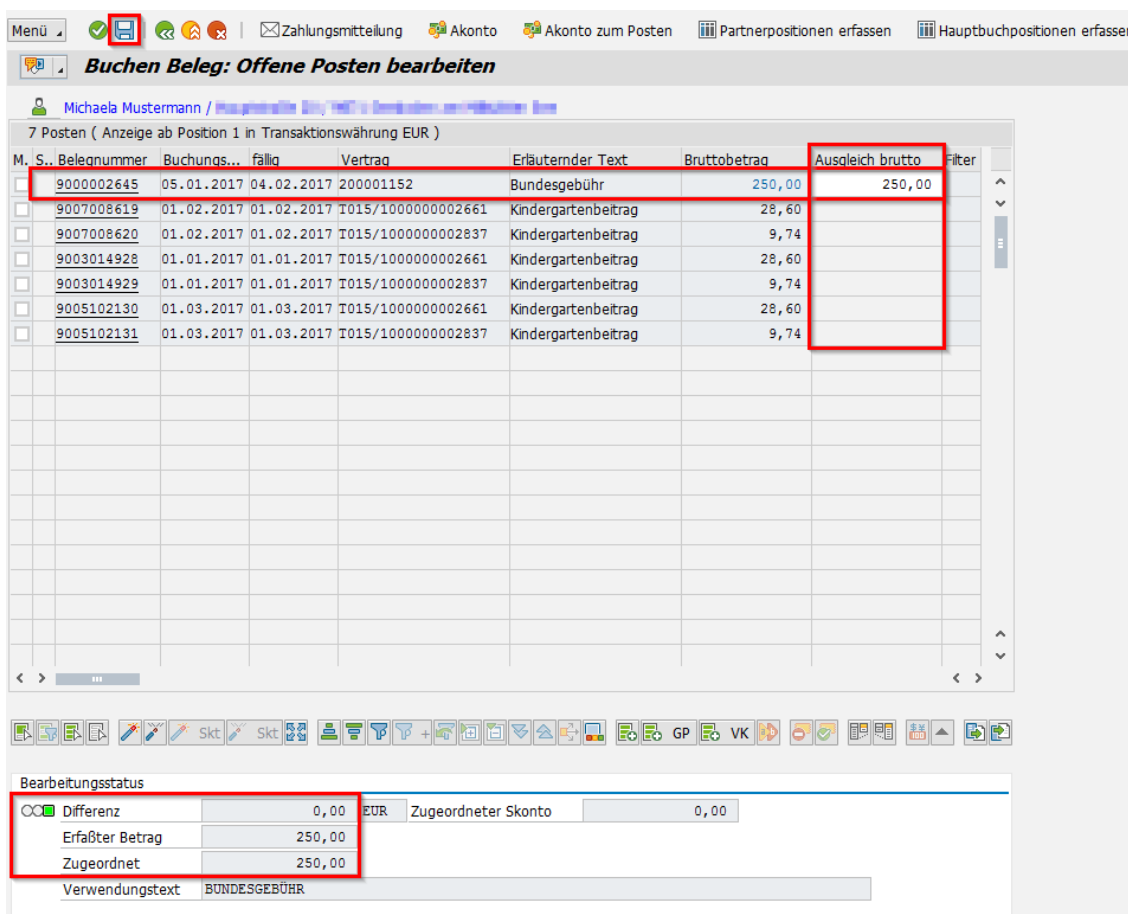 Menü Zahlungsmitteilung Akonto Akonto zum Posten Partnerpositionen erfassen Hauptbuchpositionen erfassen
Buchen Beleg: Offene Posten bearbeiten
Michaela Mustermann /
7 Posten ( Anzeige ab Position 1 in Transaktionswährung EUR )
M. S.. Belegnummer Buchungs... fällig Vertrag Erläuternder Text Bruttobetrag Ausgleich brutto Filter
9000002645 05.01.2017 04.02.2017 200001152 Bundesgebühr 250,00 250,00
9007008619 01.02.2017 01.02.2017 T015/1000000002661 Kindergartenbeitrag 28,60
9007008620 01.02.2017 01.02.2017 T015/1000000002837 Kindergartenbeitrag 9,74
9003014928 01.01.2017 01.01.2017 T015/1000000002661 Kindergartenbeitrag 28,60
9003014929 01.01.2017 01.01.2017 T015/1000000002837 Kindergartenbeitrag 9,74
9005102130 01.03.2017 01.03.2017 T015/1000000002661 Kindergartenbeitrag 28,60
9005102131 01.03.2017 01.03.2017 T015/1000000002837 Kindergartenbeitrag 9,74
Skt Skt GP VK
Bearbeitungsstatus
Differenz 0,00 EUR Zugeordneter Skonto 0,00
Erfaßter Betrag 250,00
Zugeordnet 250,00
Verwendungstext BUNDESGEBÜHR